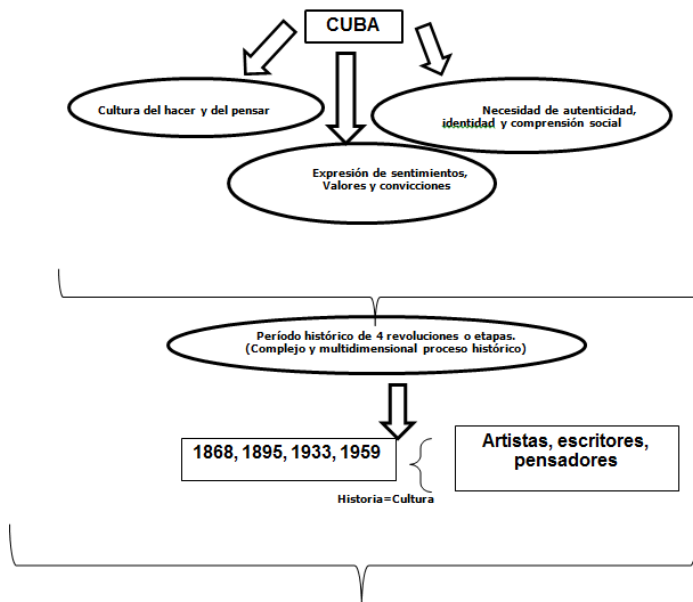 CUBA
Cultura del hacer y del pensar
Necesidad de autenticidad,
identidad y comprensión social
Expresión de sentimientos,
Valores y convicciones
Período histórico de 4 revoluciones o etapas.
(Complejo y multidimensional proceso histórico)
1868, 1895, 1933, 1959
Artistas, escritores,
pensadores
Historia=Cultura